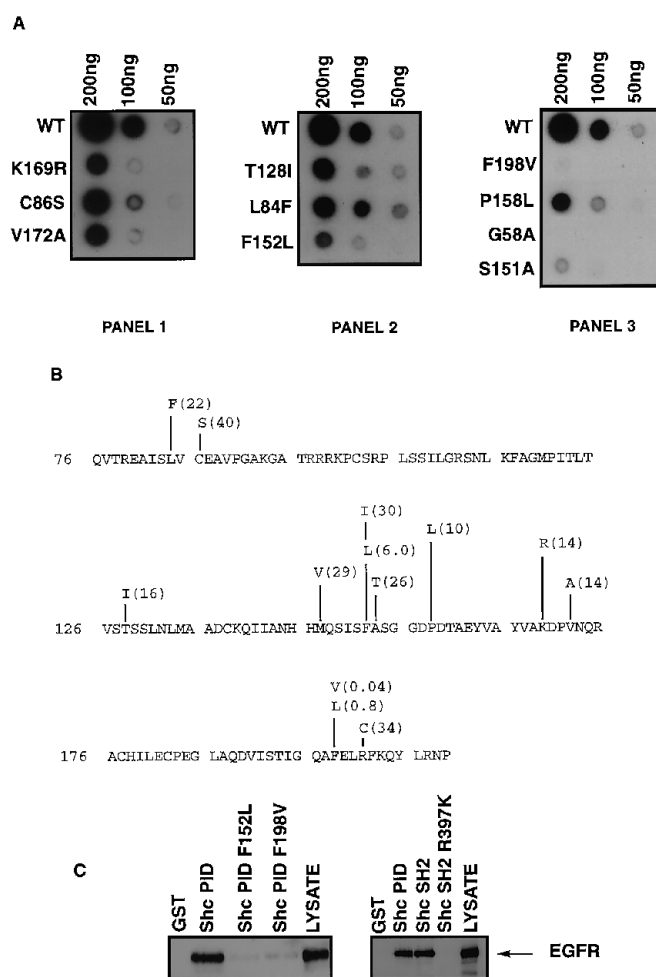 A
200ng 100ng 50ng
WT
K169R
C86S
V172A
PANEL 1
200ng 100ng 50ng
WT
T128I
L84F
F152L
PANEL 2
200ng 100ng 50ng
WT
F198V
P158L
G58A
S151A
PANEL 3
B
F(22)
S(40)
76 QVTREAISLV CEAVPGAKGA TRRRKPCSRP LSSILGRSNL KFAGMPITLT
I(30)
L(10)
L(6.0)
R(14)
V(29)
T(26)
A(14)
I(16)
126 VSTSSLNLMA ADCKQIIANH HMQSISFASG GDPDTAEYVA YVAKDPVNQR
V(0.04)
L(0.8)
C(34)
176 ACHILECPEG LAQDVISTIG QAFELRFKQY LRNP
C
GST
Shc PID
Shc PID F152L
Shc PID F198V
LYSATE
GST
Shc PID
Shc SH2
Shc SH2 R397K
LYSATE
EGFR